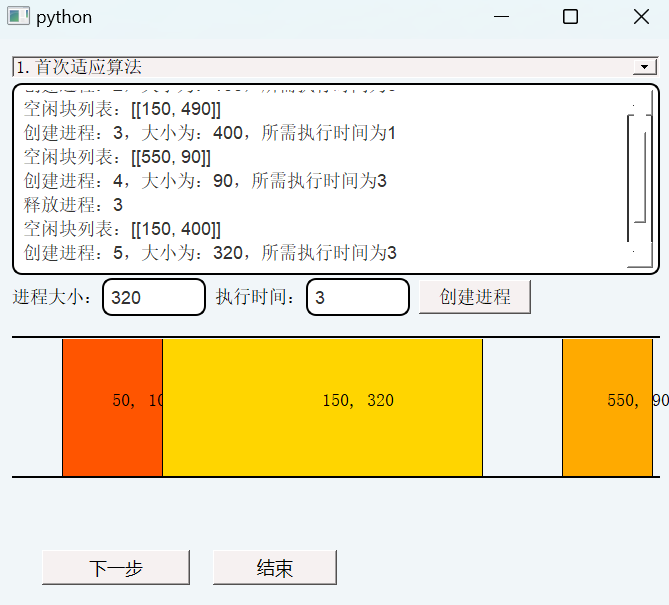 python
1. 首次适应算法
空闲块列表：[[150, 490]]
创建进程：3，大小为：400，所需执行时间为1
空闲块列表：[[550, 90]]
创建进程：4，大小为：90，所需执行时间为3
释放进程：3
空闲块列表：[[150, 400]]
创建进程：5，大小为：320，所需执行时间为3
进程大小： 320 执行时间： 3 创建进程
50, 10 150, 320 550, 90
下一步 结束